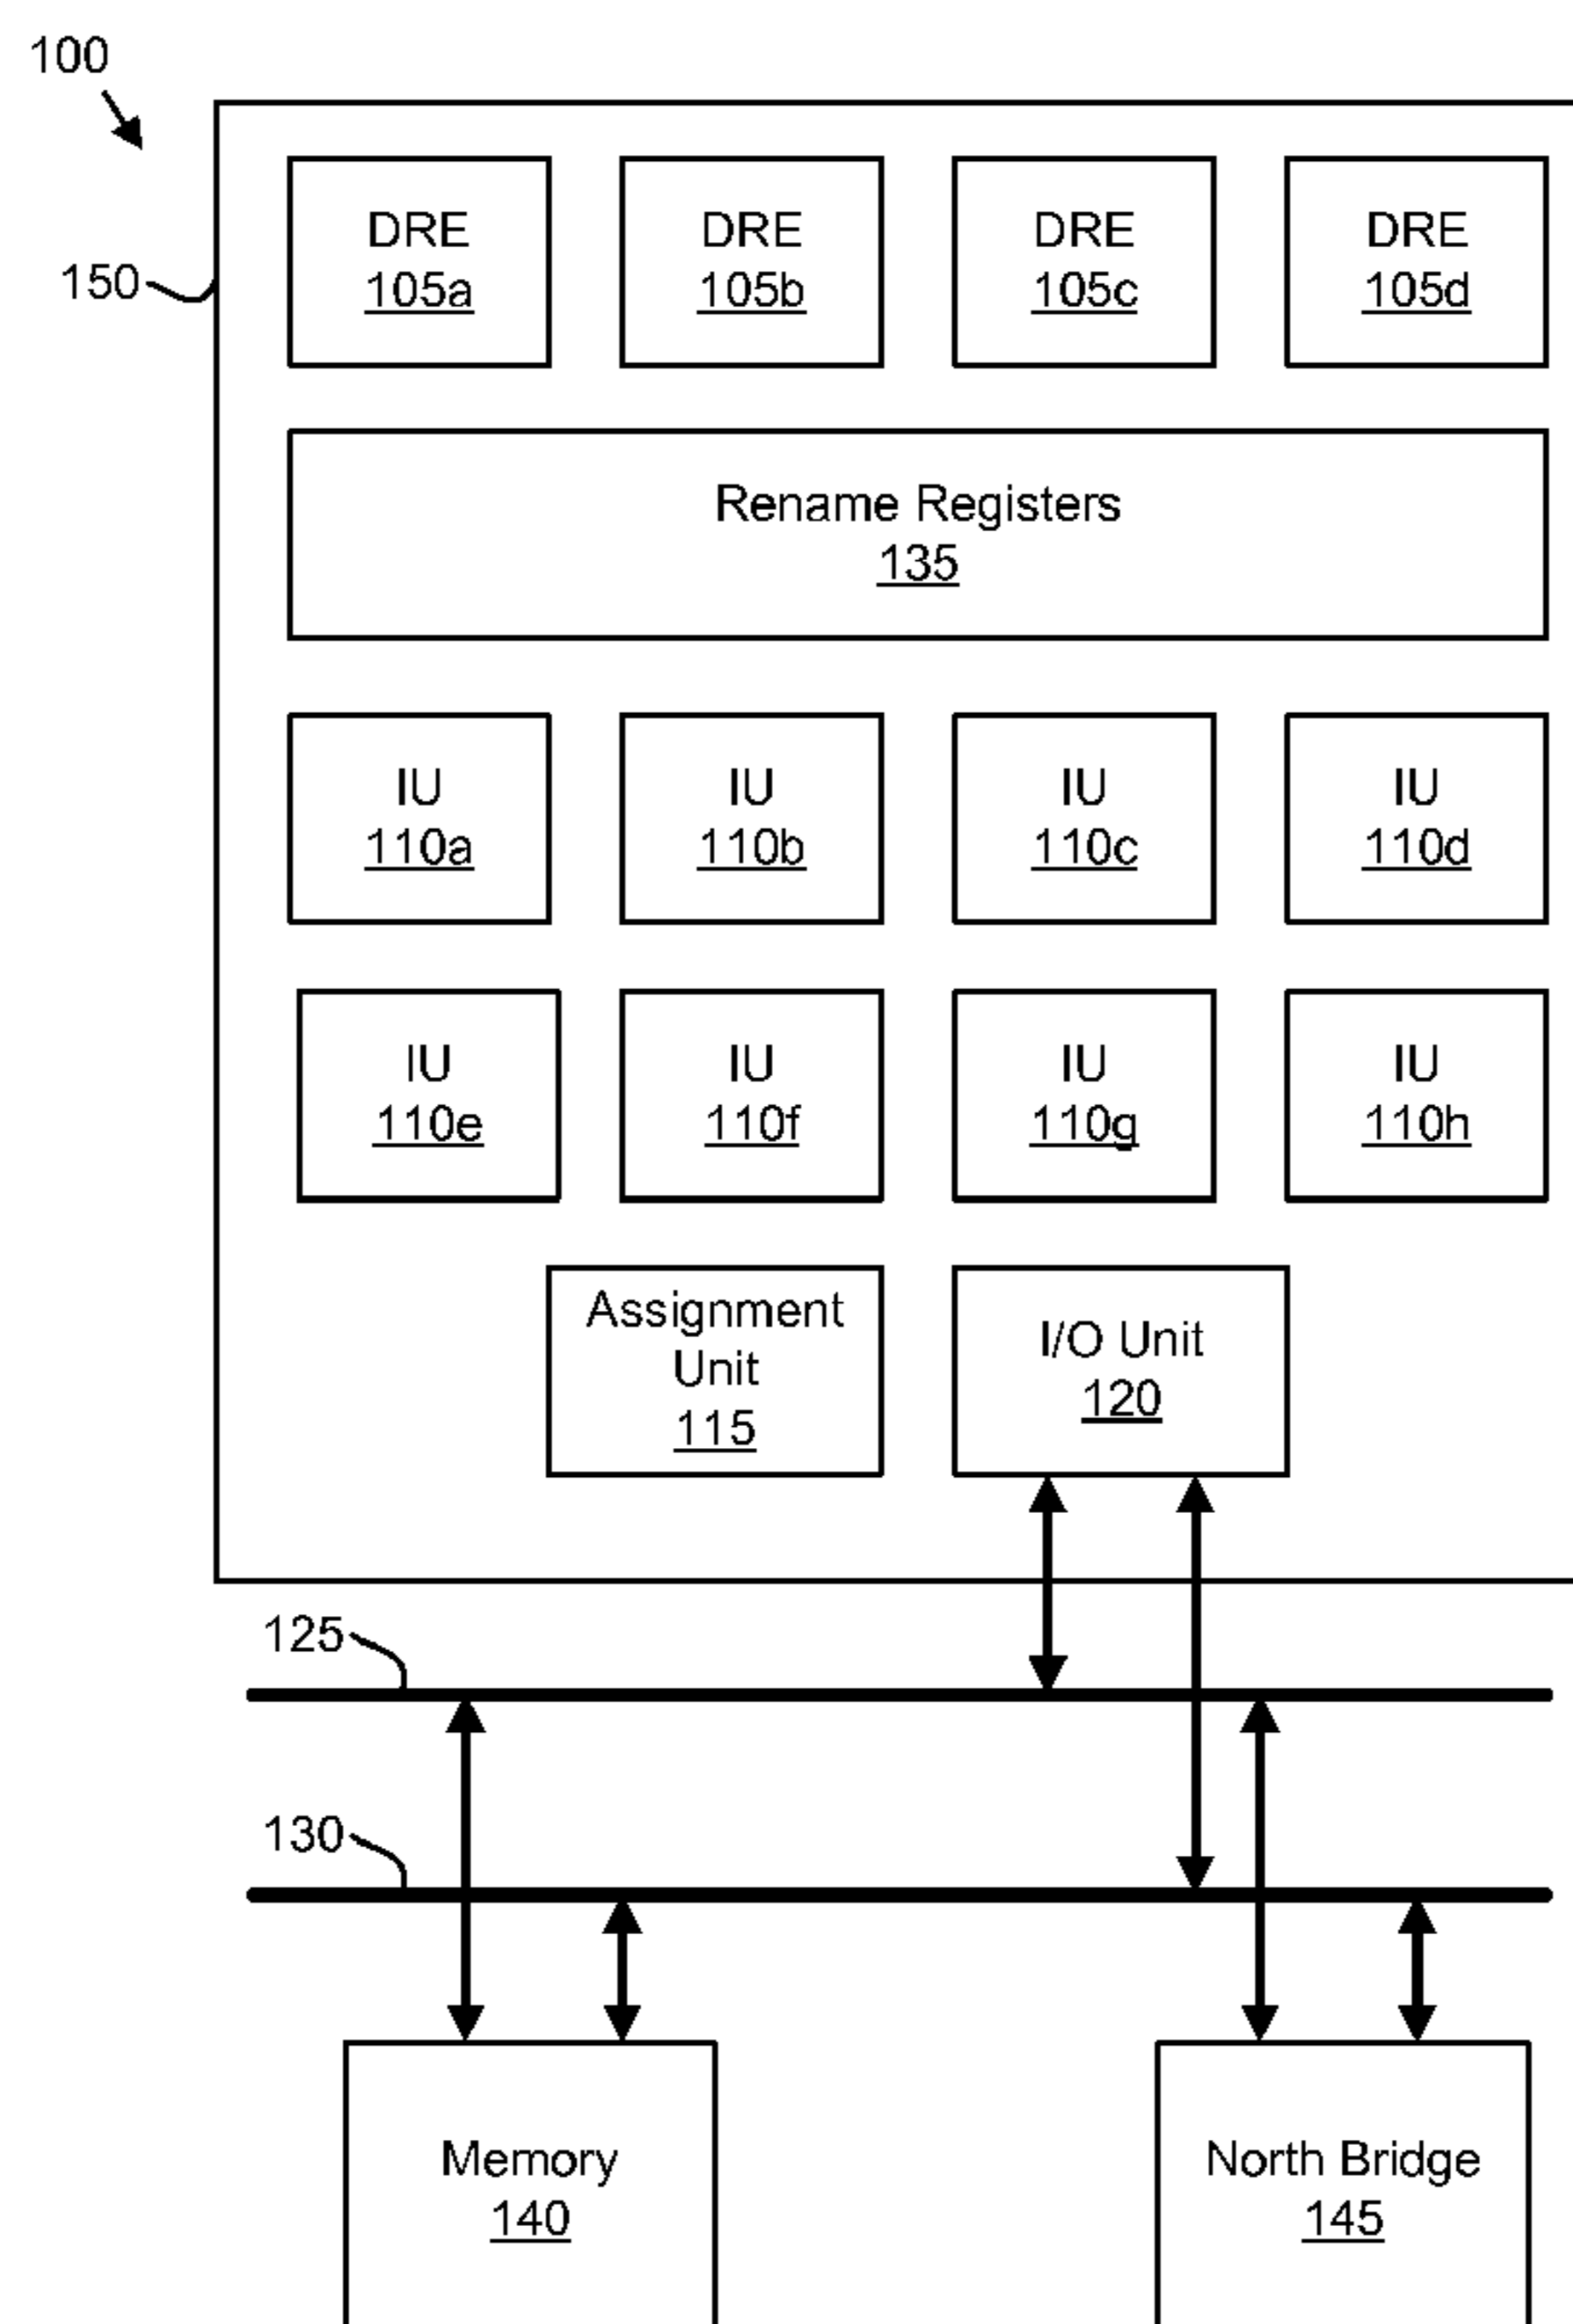 100
150
DRE DRE DRE DRE
105a 105b 105c 105d
Rename Registers
135
IU IU IU IU
110a 110b 110c 110d
IU IU IU IU
110e 110f 110g 110h
Assignment
Unit
115
I/O Unit
120
125
130
Memory
140
North Bridge
145